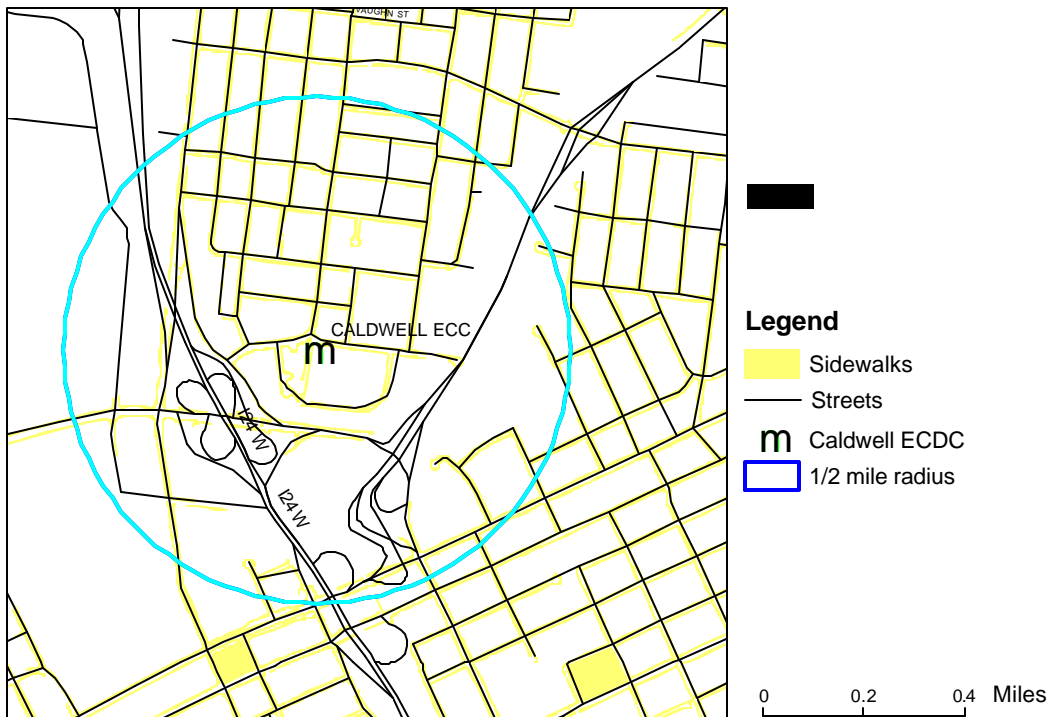 VAUGHN ST
CALDWELL ECC
m
I24 W
I24 W
Legend
Sidewalks
Streets
m Caldwell ECDC
1/2 mile radius
0 0.2 0.4 Miles